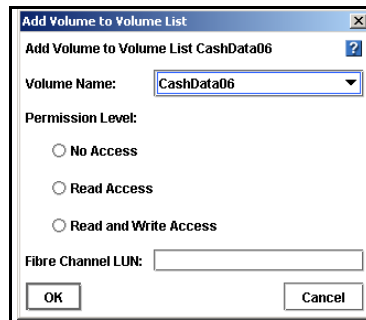 Add Volume to Volume List
Add Volume to Volume List CashData06 ?
Volume Name: CashData06
Permission Level:
No Access
Read Access
Read and Write Access
Fibre Channel LUN:
OK Cancel